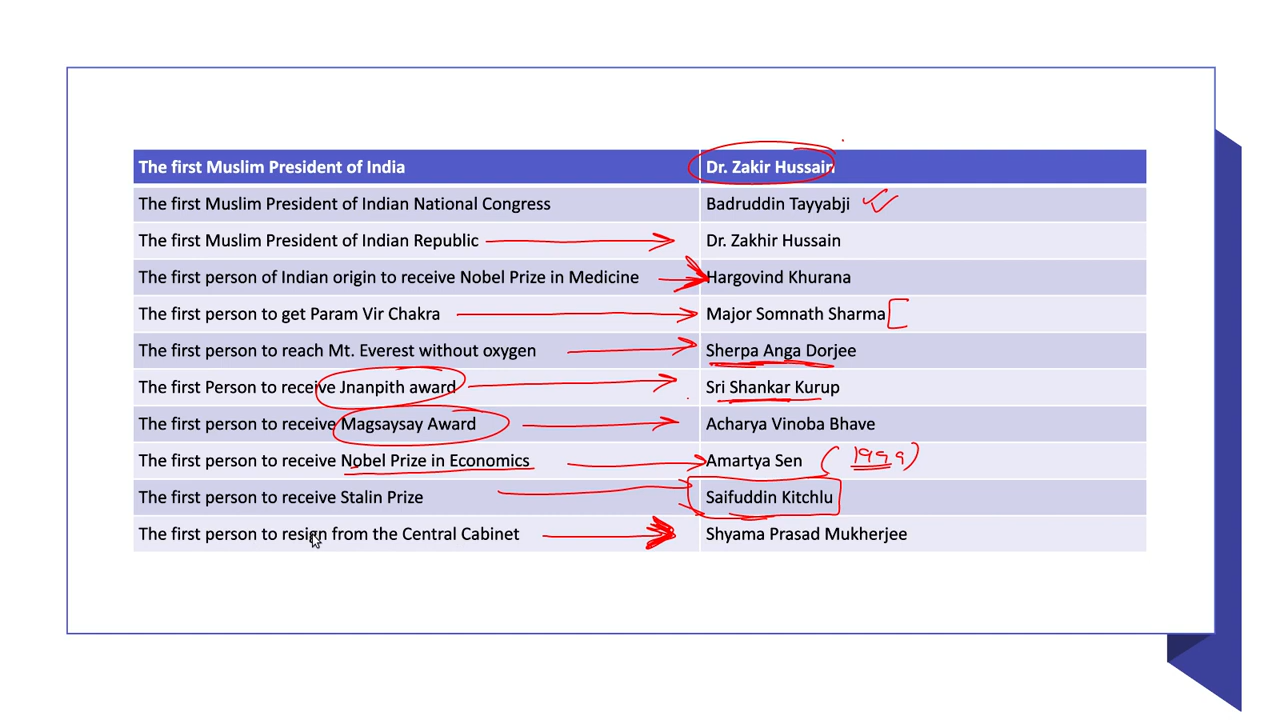 The first Muslim President of India Dr. Zakir Hussain
The first Muslim President of Indian National Congress Badruddin Tayyabji
The first Muslim President of Indian Republic Dr. Zakhir Hussain
The first person of Indian origin to receive Nobel Prize in Medicine Hargovind Khurana
The first person to get Param Vir Chakra Major Somnath Sharma
The first person to reach Mt. Everest without oxygen Sherpa Anga Dorjee
The first Person to receive Jnanpith award Sri Shankar Kurup
The first person to receive Magsaysay Award Acharya Vinoba Bhave
The first person to receive Nobel Prize in Economics Amartya Sen (1999)
The first person to receive Stalin Prize Saifuddin Kitchlu
The first person to resign from the Central Cabinet Shyama Prasad Mukherjee